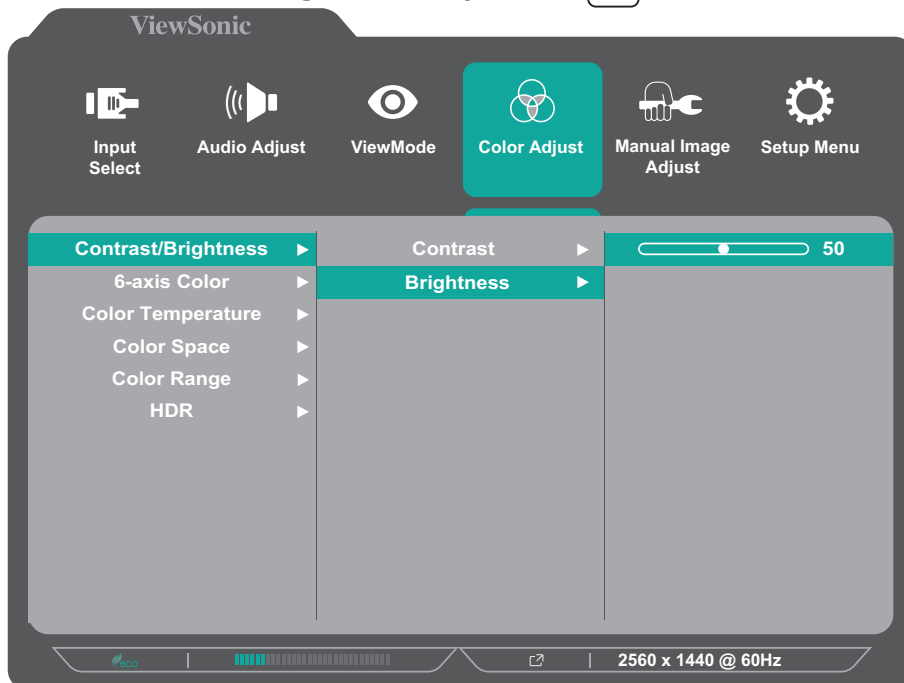 ViewSonic
Input Select
Audio Adjust
ViewMode
Color Adjust
Manual Image Adjust
Setup Menu
Contrast/Brightness
Contrast
50
6-axis Color
Brightness
Color Temperature
Color Space
Color Range
HDR
eco
2560 x 1440 @ 60Hz